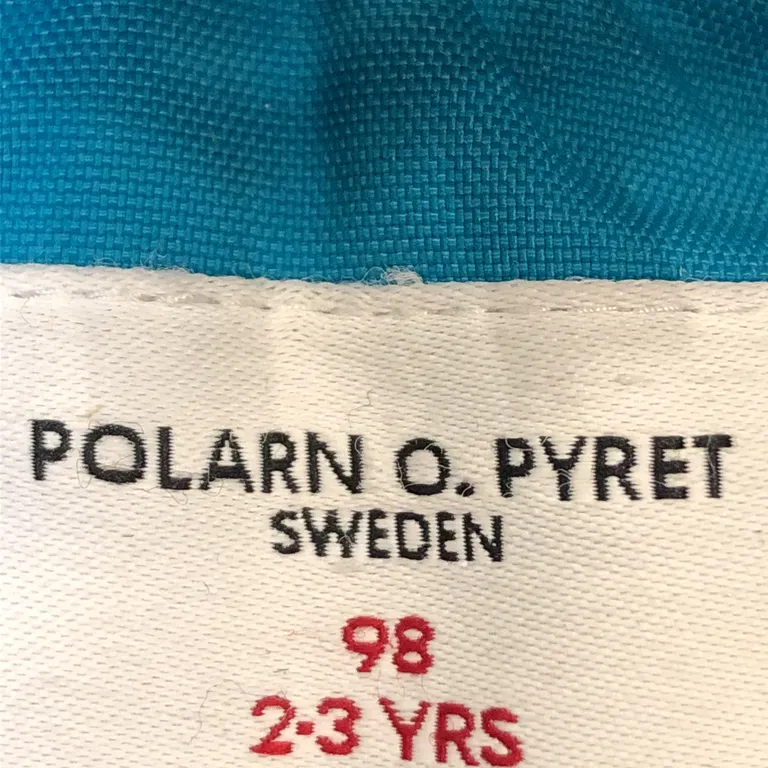 POLARN O. PYRET
SWEDEN
98
2-3 YRS